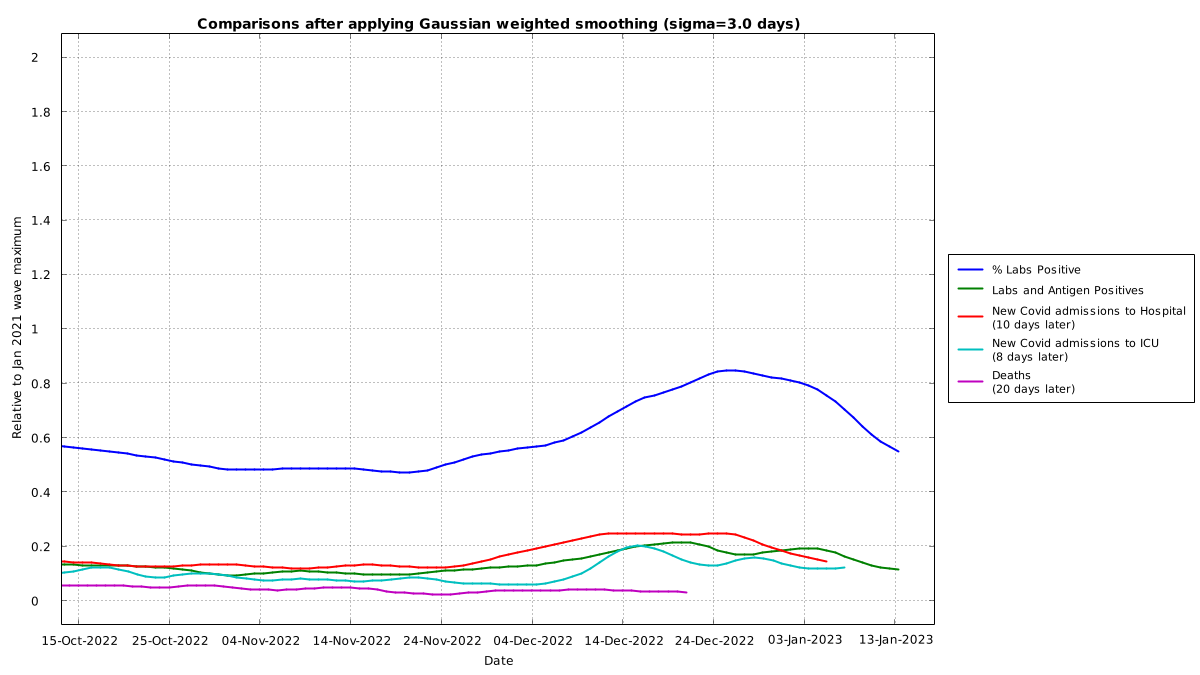 Comparisons after applying Gaussian weighted smoothing (sigma=3.0 days)
2
1.8
1.6
1.4
1.2
1
0.8
0.6
0.4
0.2
0
Relative to Jan 2021 wave maximum
15-Oct-2022 25-Oct-2022 04-Nov-2022 14-Nov-2022 24-Nov-2022 04-Dec-2022 14-Dec-2022 24-Dec-2022 03-Jan-2023 13-Jan-2023
Date
% Labs Positive
Labs and Antigen Positives
New Covid admissions to Hospital
(10 days later)
New Covid admissions to ICU
(8 days later)
Deaths
(20 days later)